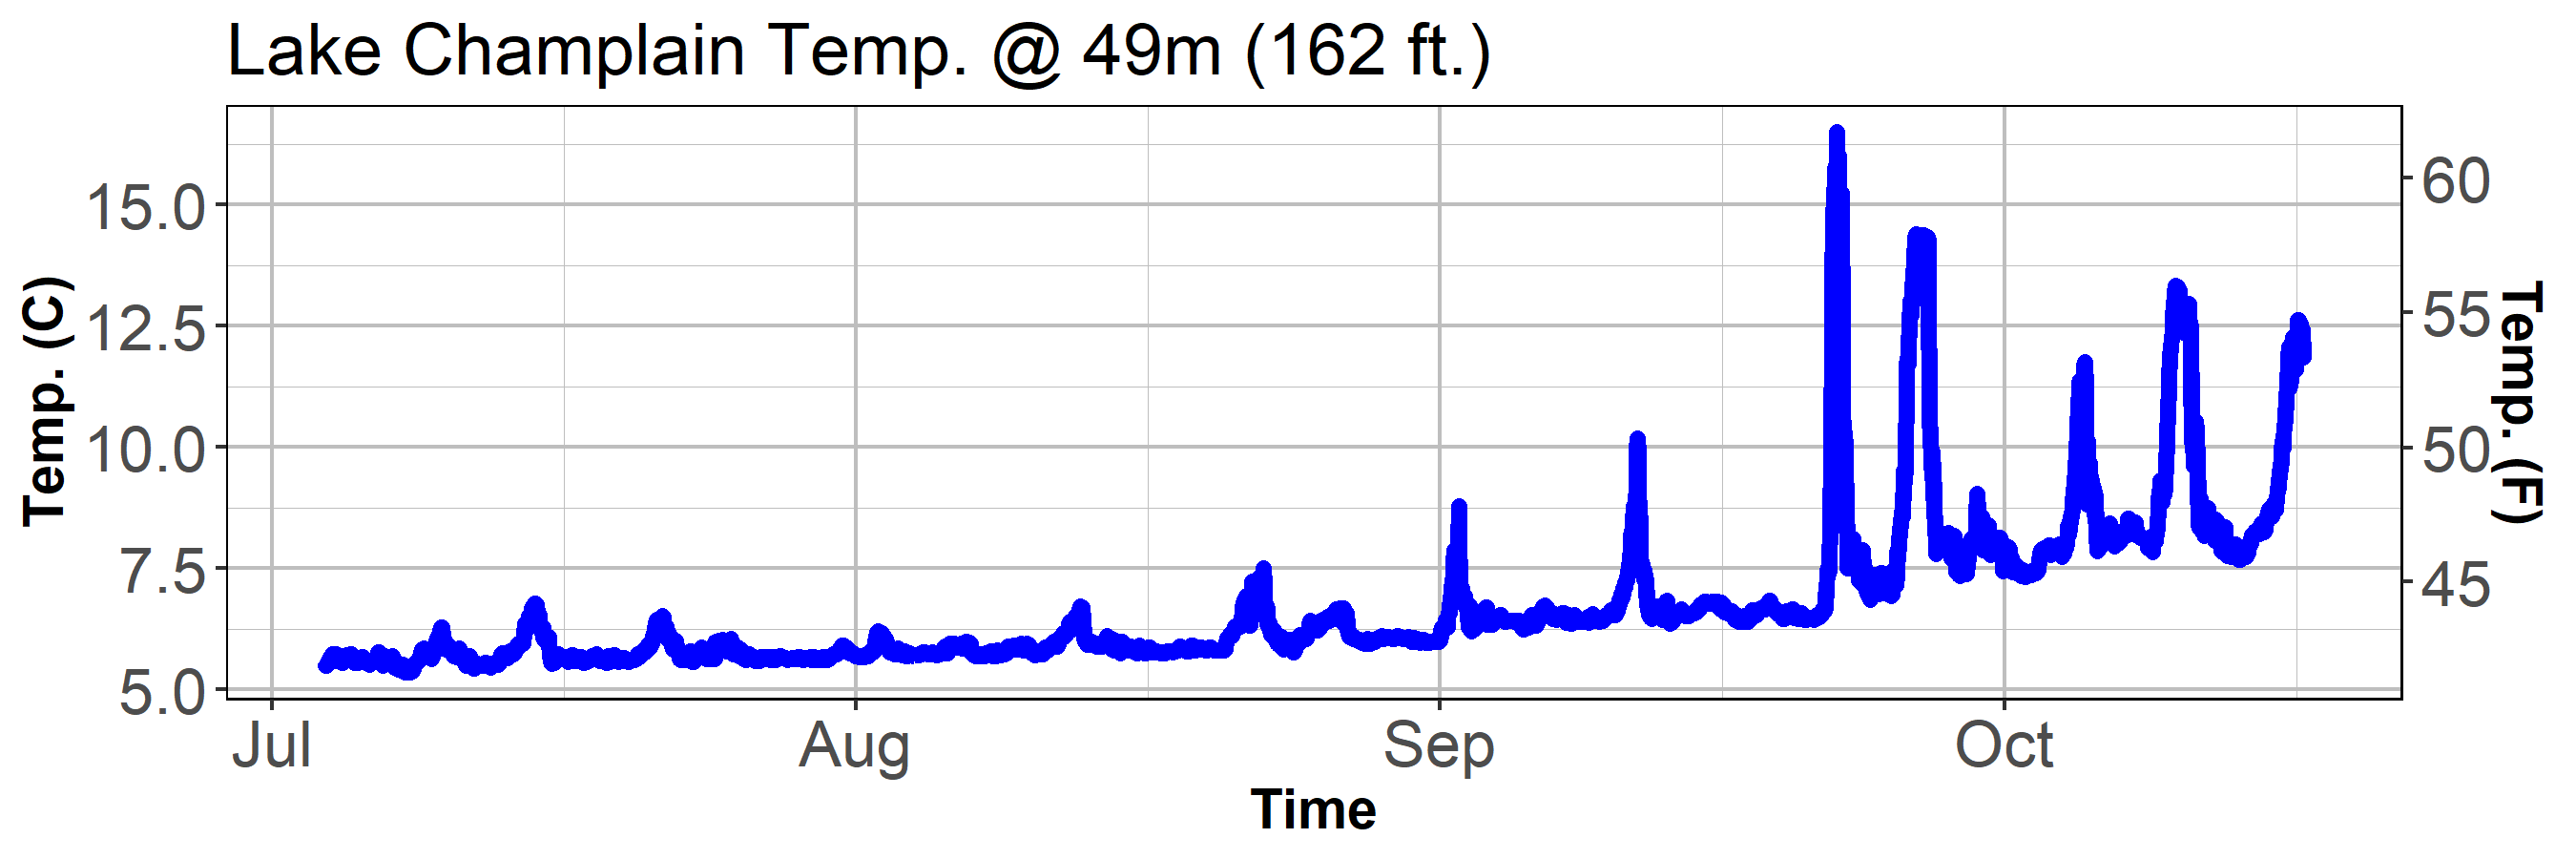 Lake Champlain Temp. @ 49m (162 ft.)
Temp. (C)
15.0
12.5
10.0
7.5
5.0
60
55
50
45
Temp. (F)
Jul Aug Sep Oct
Time